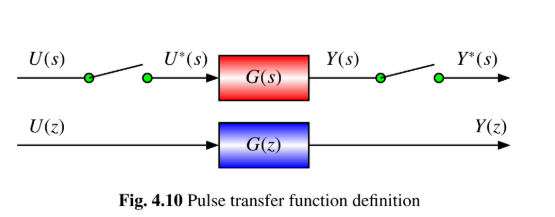 U(s) U*(s) G(s) Y(s) Y*(s)
U(z) G(z) Y(z)
Fig. 4.10 Pulse transfer function definition